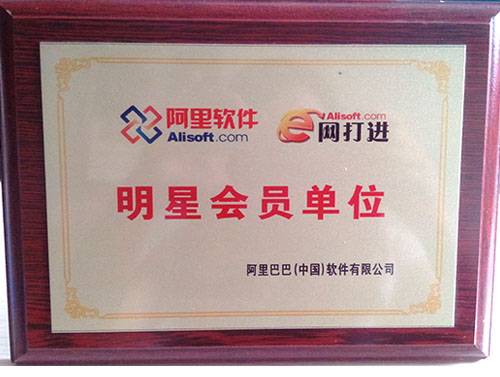 阿里软件 Alisoft.com
Alisoft.com e网打进
明星会员单位
阿里巴巴(中国)软件有限公司